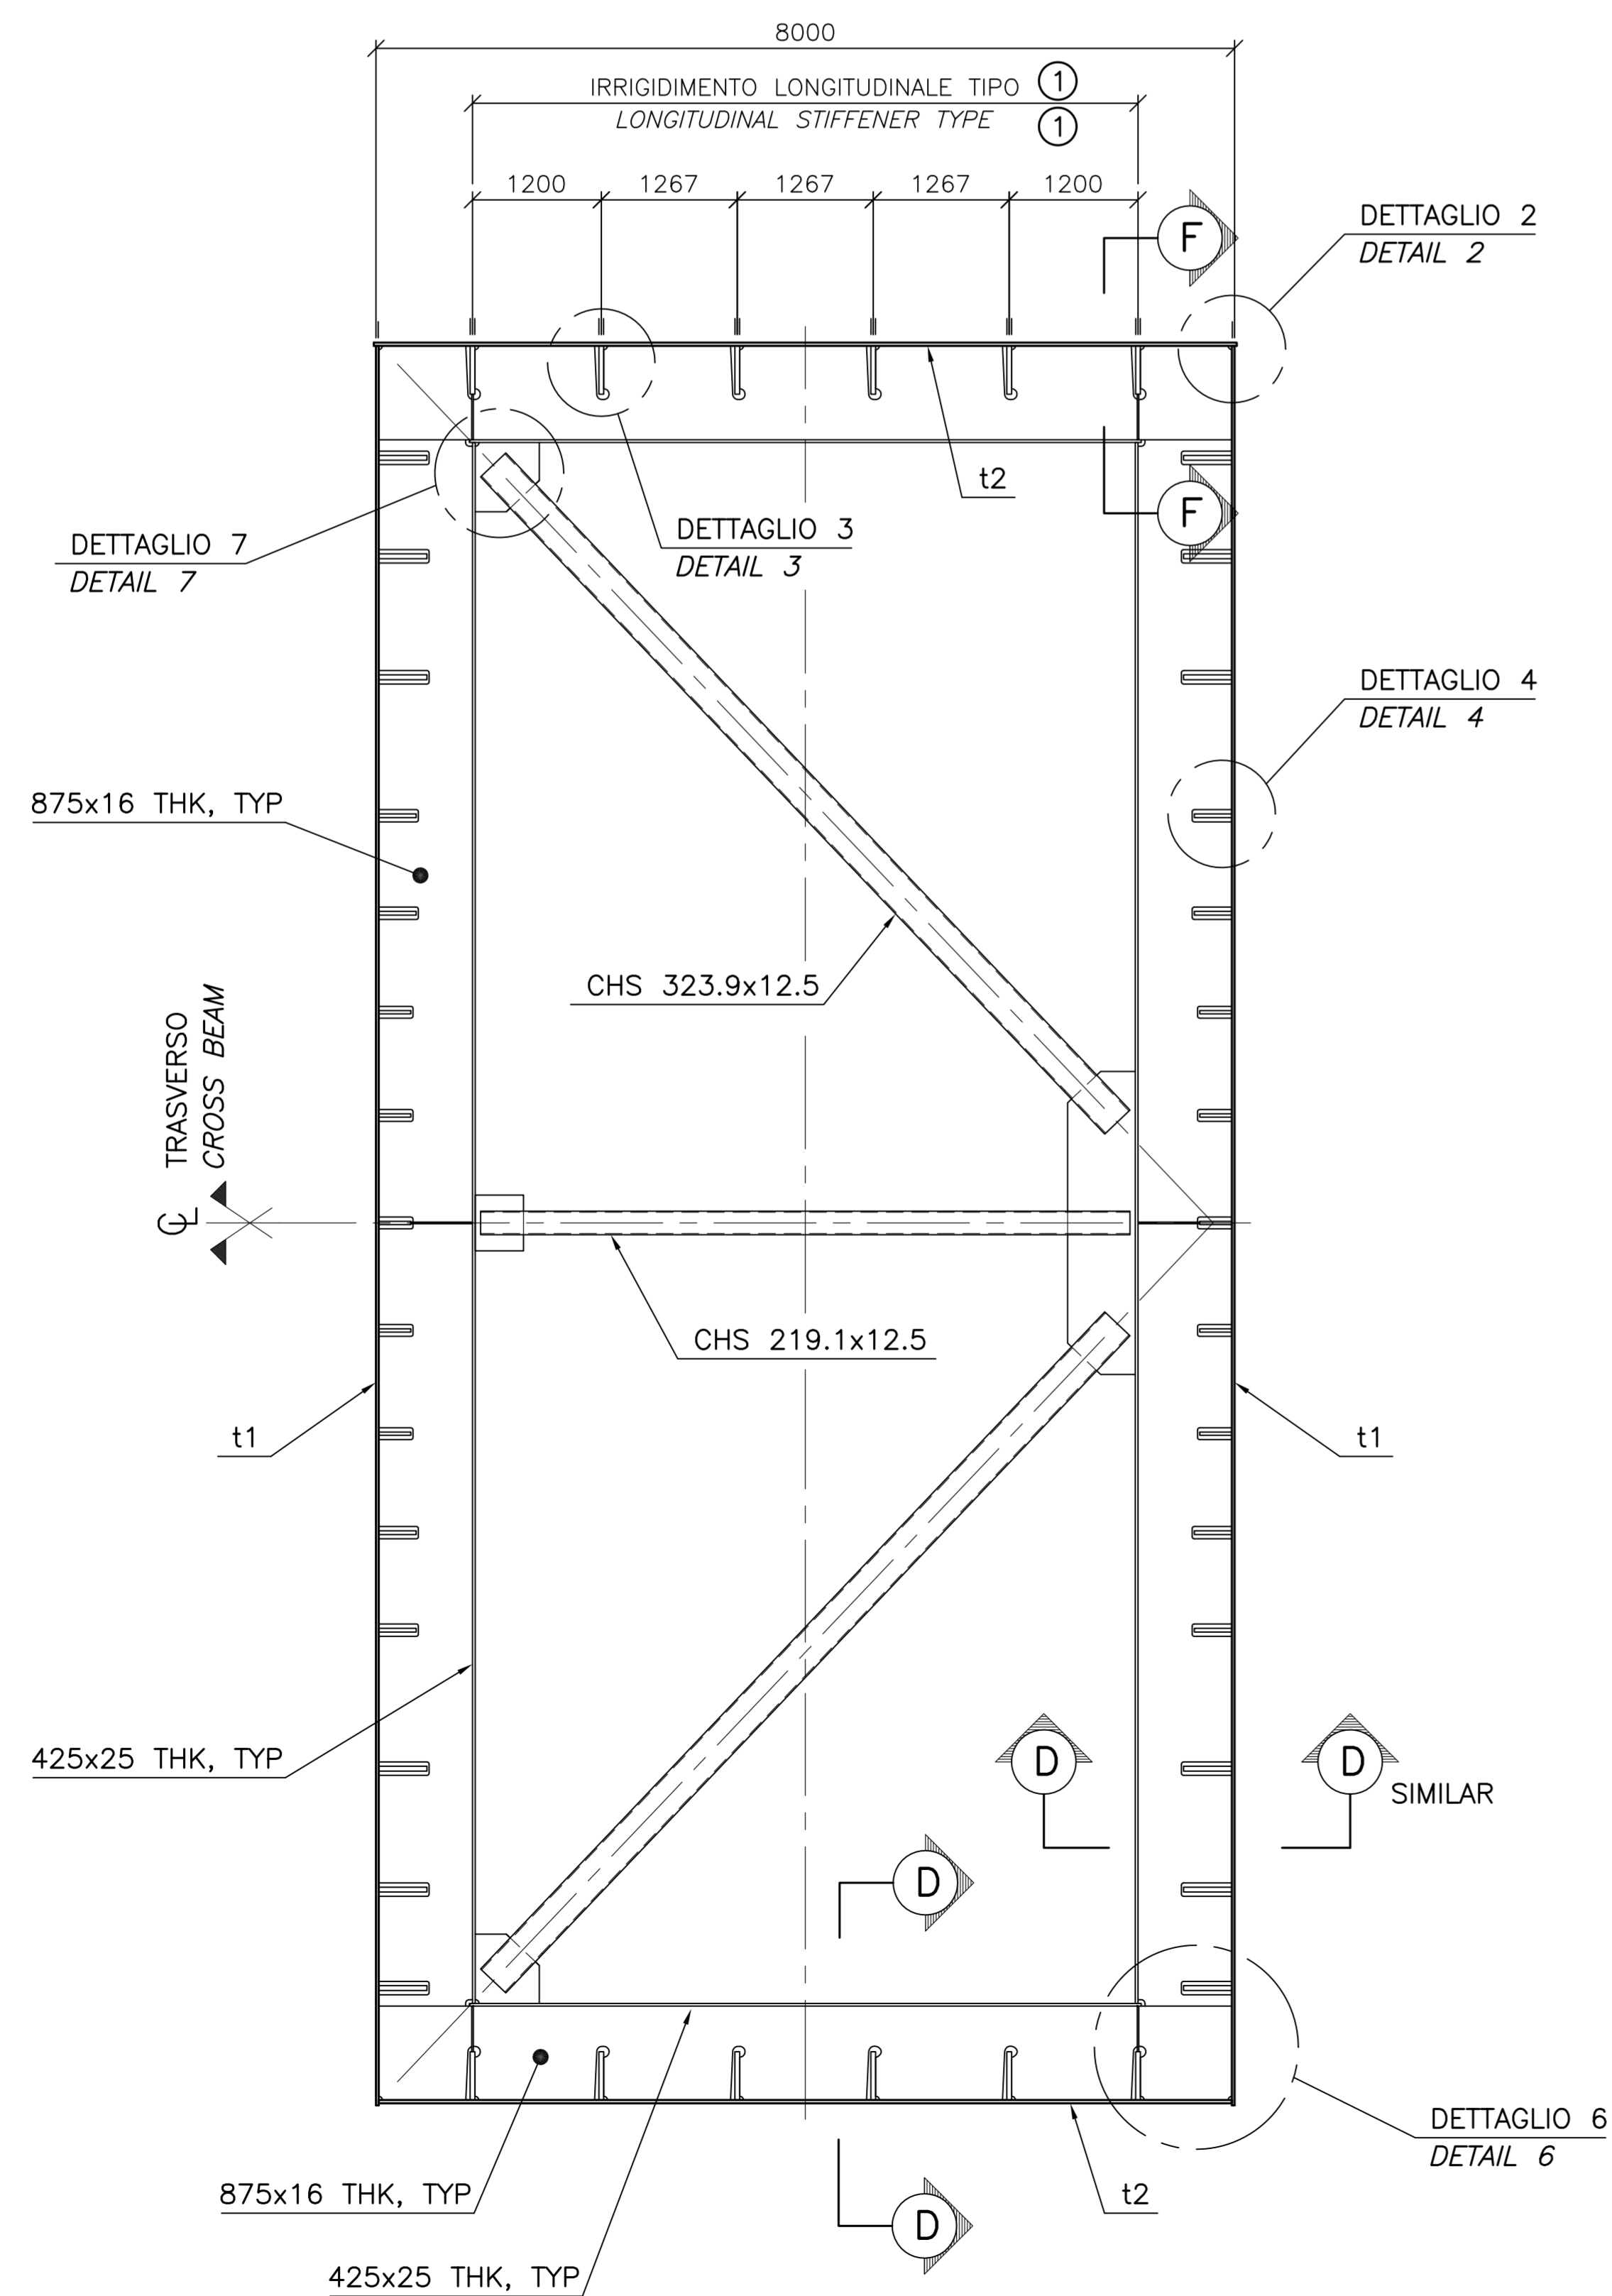 8000
IRRIGIDIMENTO LONGITUDINALE TIPO 1
LONGITUDINAL STIFFENER TYPE 1
1200 1267 1267 1267 1200
F
DETTAGLIO 2
DETAIL 2
t2
F
DETTAGLIO 7
DETAIL 7
DETTAGLIO 3
DETAIL 3
DETTAGLIO 4
DETAIL 4
875x16 THK, TYP
CHS 323.9x12.5
TRASVERSO
CROSS BEAM
CL
CHS 219.1x12.5
t1
t1
425x25 THK, TYP
D
D
SIMILAR
D
DETTAGLIO 6
DETAIL 6
875x16 THK, TYP
t2
D
425x25 THK, TYP